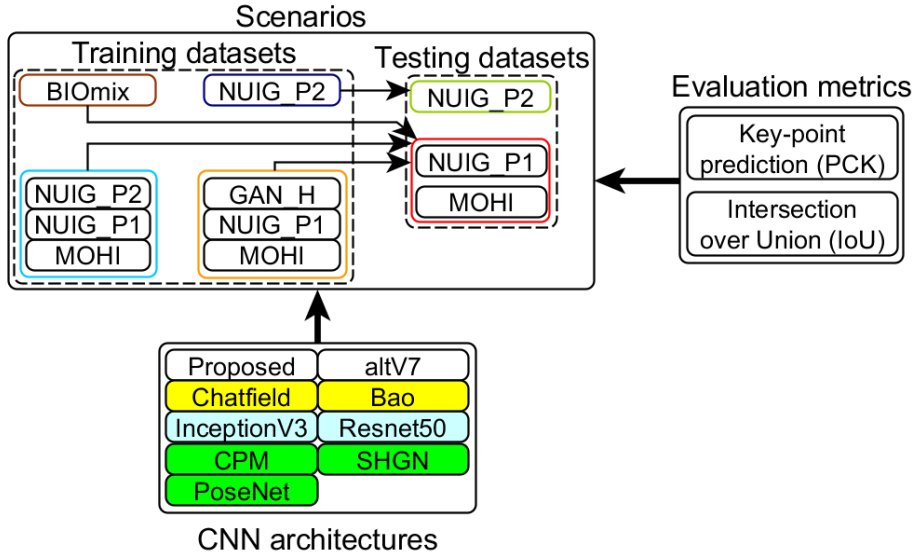 Scenarios
Training datasets
Testing datasets
BIOmix
NUIG_P2
NUIG_P2
NUIG_P1
MOHI
NUIG_P2
NUIG_P1
MOHI
GAN_H
NUIG_P1
MOHI
Evaluation metrics
Key-point
prediction (PCK)
Intersection
over Union (IoU)
Proposed
altV7
Chatfield
Bao
InceptionV3
Resnet50
CPM
SHGN
PoseNet
CNN architectures